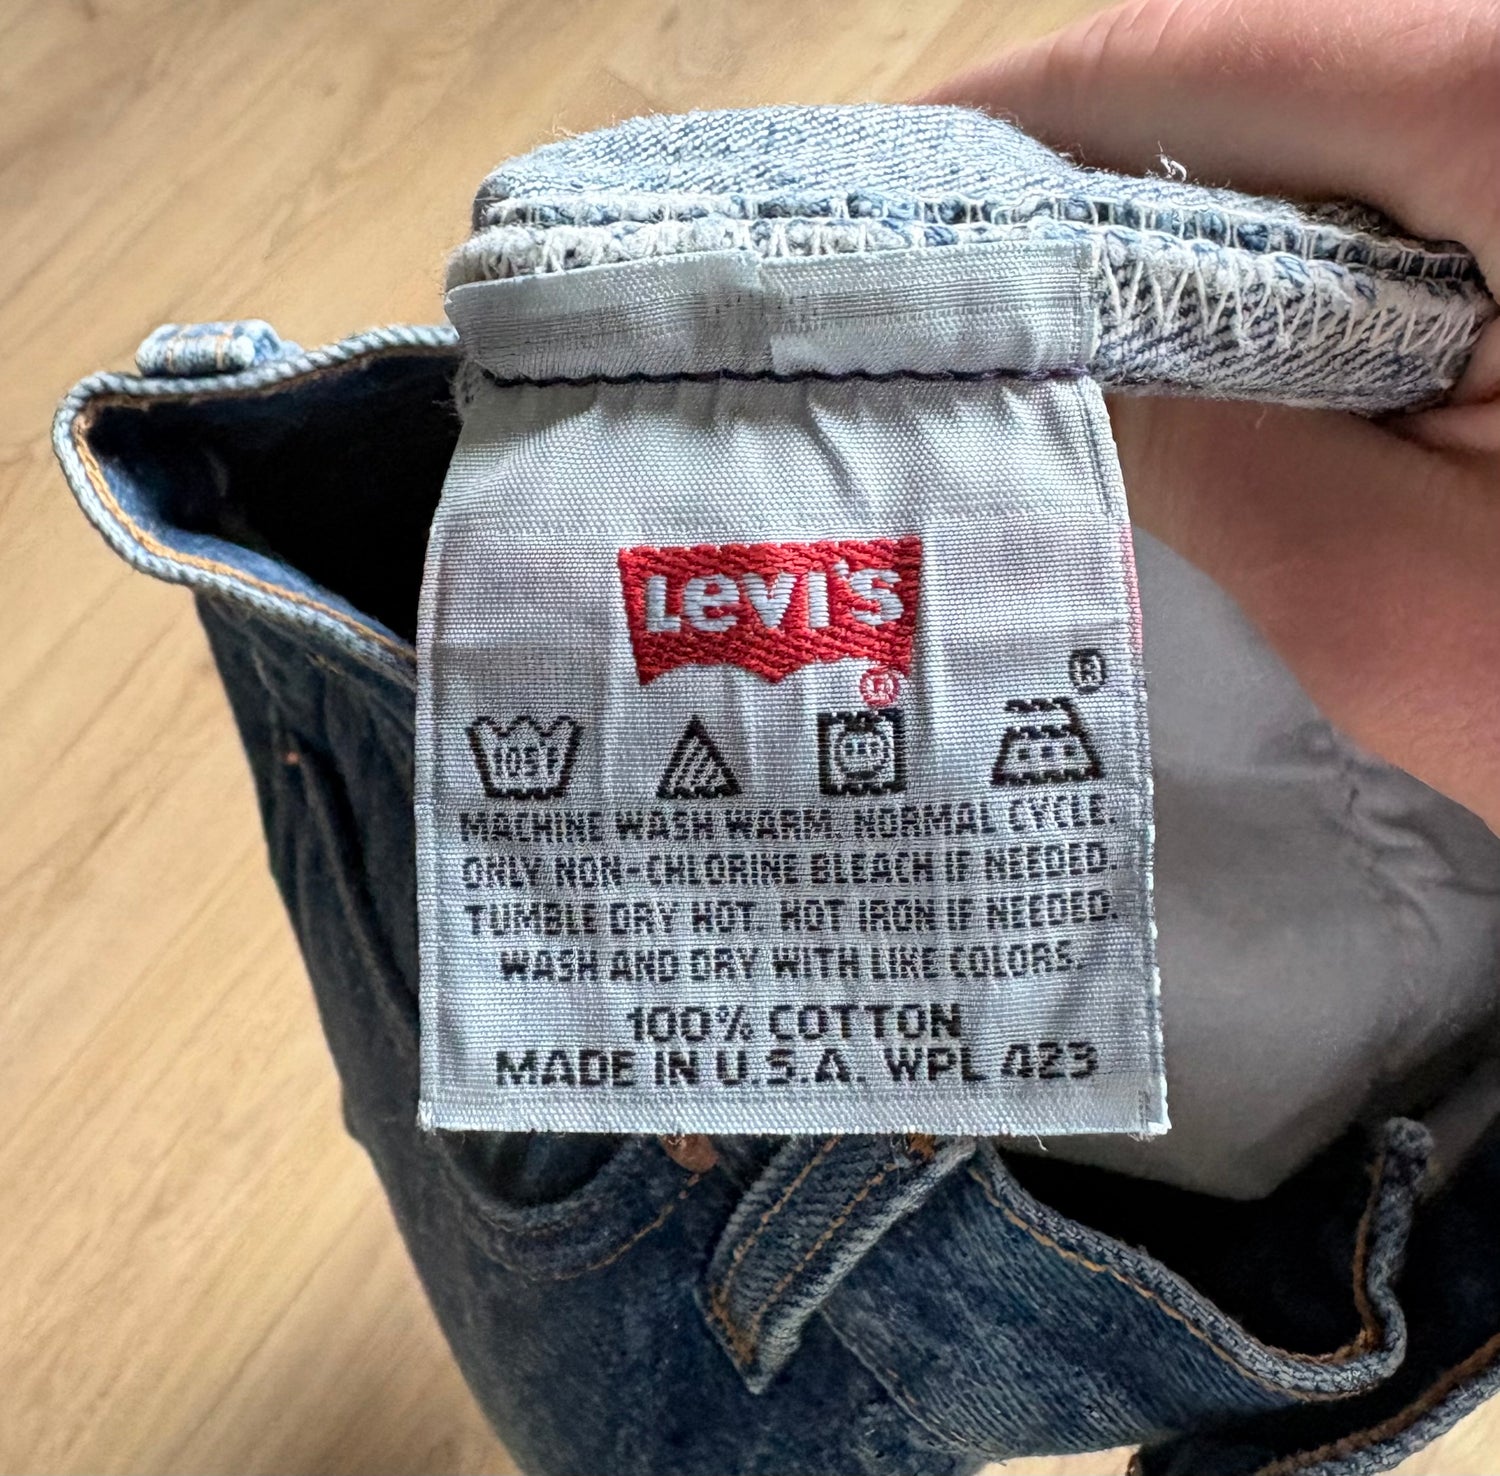 Levi's
®
®
105°F
MACHINE WASH WARM. NORMAL CYCLE.
ONLY NON-CHLORINE BLEACH IF NEEDED.
TUMBLE DRY HOT. HOT IRON IF NEEDED.
WASH AND DRY WITH LIKE COLORS.
100% COTTON
MADE IN U.S.A. WPL 423